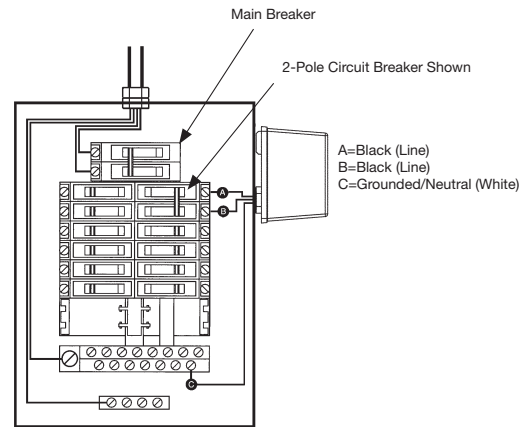 Main Breaker
2-Pole Circuit Breaker Shown
A=Black (Line)
B=Black (Line)
C=Grounded/Neutral (White)
A
B
C